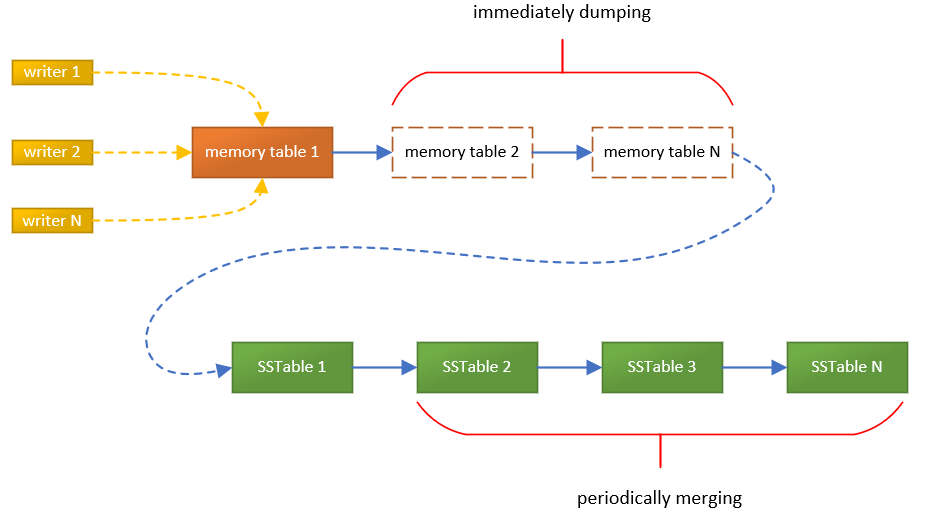 immediately dumping
writer 1
writer 2
writer N
memory table 1
memory table 2
memory table N
SSTable 1
SSTable 2
SSTable 3
SSTable N
periodically merging